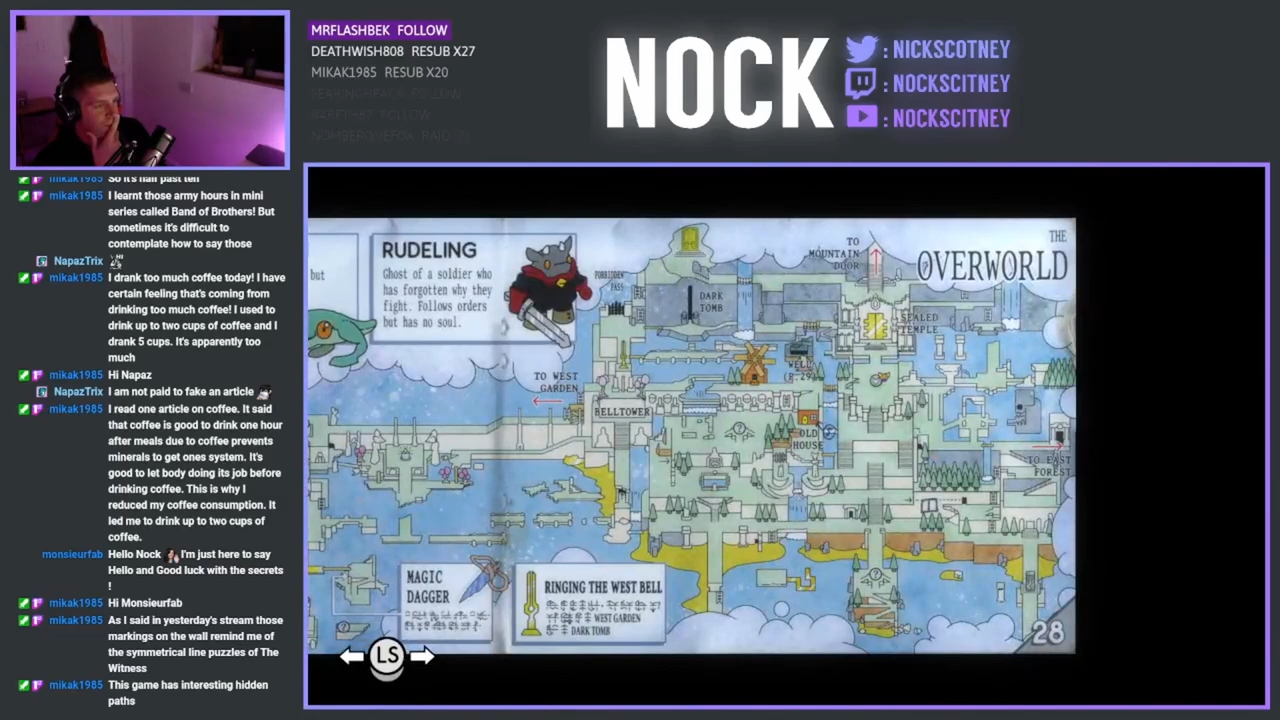 MRFLASHBEK FOLLOW
DEATHWISH808 RESUB X27
MIKAK1985 RESUB X20
NOCK
: NICKSCOTNEY
: NOCKSCITNEY
: NOCKSCITNEY
mikak1985 So it's half past ten
mikak1985 I learnt those army hours in mini
series called Band of Brothers! But
sometimes it's difficult to
contemplate how to say those
NapazTrix
mikak1985 I drank too much coffee today! I have
certain feeling that's coming from
drinking too much coffee! I used to
drink up to two cups of coffee and I
drank 5 cups. It's apparently too
much
mikak1985 Hi Napaz
NapazTrix I am not paid to fake an article
mikak1985 I read one article on coffee. It said
that coffee is good to drink one hour
after meals due to coffee prevents
minerals to get ones system. It's
good to let body doing its job before
drinking coffee. This is why I
reduced my coffee consumption. It
led me to drink up to two cups of
coffee.
monsieurfab Hello Nock I'm just here to say
Hello and Good luck with the secrets
!
mikak1985 Hi Monsieurfab
mikak1985 As I said in yesterday's stream those
markings on the wall remind me of
the symmetrical line puzzles of The
Witness
mikak1985 This game has interesting hidden
paths
but
RUDELING
Ghost of a soldier who
has forgotten why they
fight. Follows orders
but has no soul.
FORBIDDEN
PASS
DARK
TOMB
TO
MOUNTAIN
DOOR
THE
OVERWORLD
SEALED
TEMPLE
WELL
(P.29)
TO WEST
GARDEN
BELLTOWER
OLD
HOUSE
TO EAST
FOREST
MAGIC
DAGGER
RINGING THE WEST BELL
WEST GARDEN
DARK TOMB
28
LS